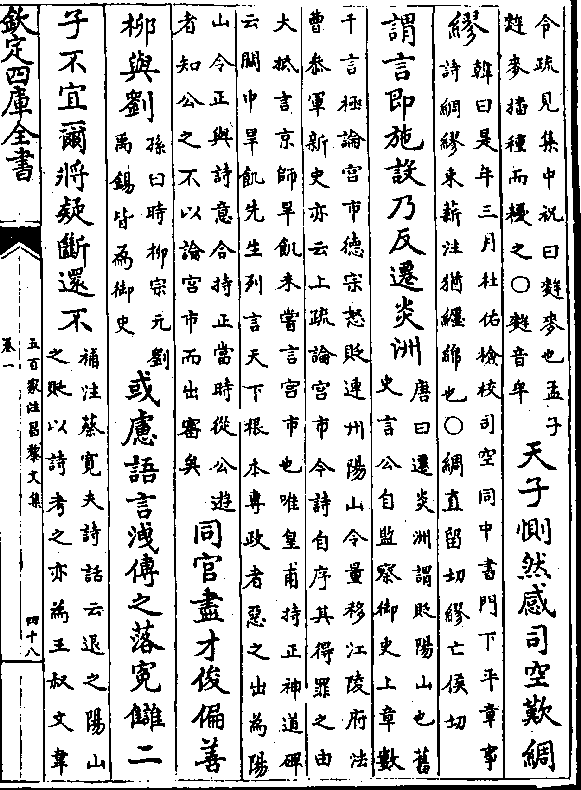 令疏見集中祝曰麰麥也孟子
麰麥播種而耰之○麰音牟
天子惻然感司空歎綢
繆
韓曰是年三月杜佑檢校司空同中書門下平章事
詩綢繆束薪注猶纏綿也○綢直留切繆亡侯切
謂言即施設乃反遷炎洲
唐曰遷炎洲謂貶陽山也舊
史言公自監察御史上章數
千言極論宮市德宗怒貶連州陽山令量移江陵府法
曹參軍新史亦云上疏論宮市今詩自序其得罪之由
大抵言京師旱飢未嘗言宮市也唯皇甫持正神道碑
云關中旱飢先生列言天下根本專政者惡之出為陽
山令正與詩意合持正當時從公遊
者知公之不以論宮市而出審矣
同官盡才俊偏善
柳與劉
孫曰時柳宗元劉
禹錫皆為御史
或慮語言洩傳之落寃讎二
子不宜爾將疑斷還不
補注蔡寬夫詩話云退之陽山
之貶以詩考之亦為王叔文韋
欽定四庫全書
五百家注昌黎文集
卷一
四十八